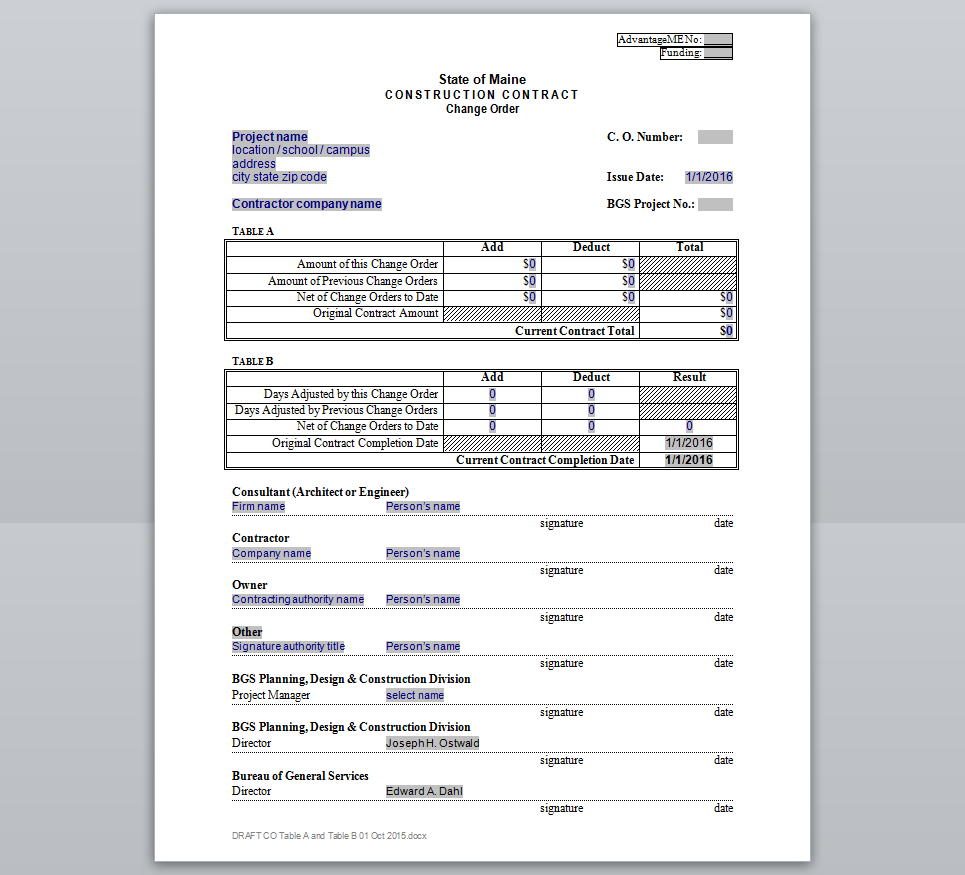 AdvantageME No:
Funding:
State of Maine
CONSTRUCTION CONTRACT
Change Order
Project name
C. O. Number:
location / school / campus
address
city state zip code
Issue Date: 1/1/2016
Contractor company name
BGS Project No.:
TABLE A
Add Deduct Total
Amount of this Change Order $0 $0
Amount of Previous Change Orders $0 $0
Net of Change Orders to Date $0 $0 $0
Original Contract Amount $0
Current Contract Total $0
TABLE B
Add Deduct Result
Days Adjusted by this Change Order 0 0
Days Adjusted by Previous Change Orders 0 0
Net of Change Orders to Date 0 0 0
Original Contract Completion Date 1/1/2016
Current Contract Completion Date 1/1/2016
Consultant (Architect or Engineer)
Firm name Person's name
signature date
Contractor
Company name Person's name
signature date
Owner
Contracting authority name Person's name
signature date
Other
Signature authority title Person's name
signature date
BGS Planning, Design & Construction Division
Project Manager select name
signature date
BGS Planning, Design & Construction Division
Director Joseph H. Ostwald
signature date
Bureau of General Services
Director Edward A. Dahl
signature date
DRAFT CO Table A and Table B 01 Oct 2015.docx